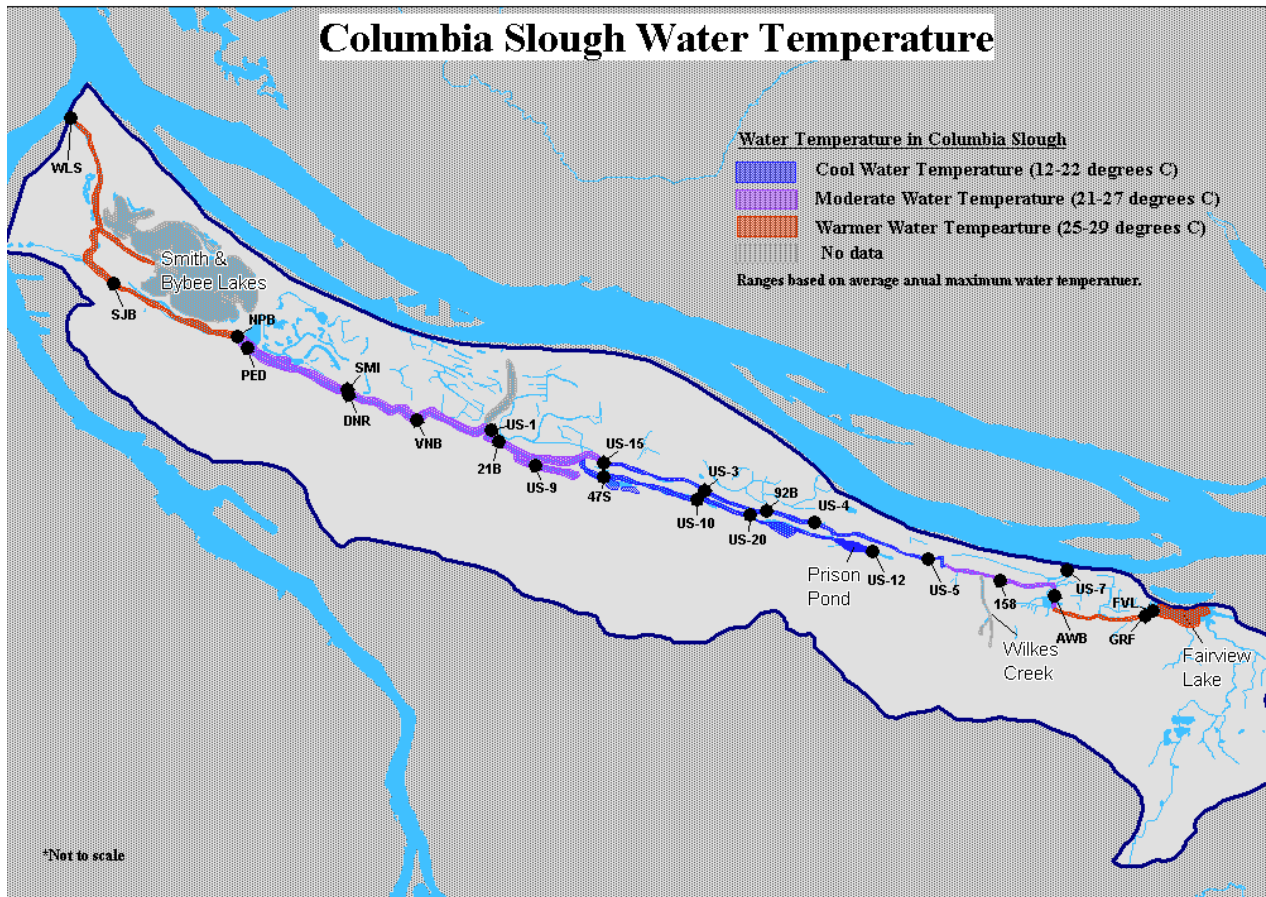 Columbia Slough Water Temperature
Water Temperature in Columbia Slough
Cool Water Temperature (12-22 degrees C)
Moderate Water Temperature (21-27 degrees C)
Warmer Water Tempearture (25-29 degrees C)
No data
Ranges based on average anual maximum water temperatuer.
WLS
Smith &
Bybee Lakes
SJB
NPB
PED
SMI
DNR
VNB
US-1
21B
US-15
US-9
47S
US-3
US-10
92B
US-4
US-20
Prison
Pond
US-12
US-5
158
US-7
FVL
AWB
GRF
Wilkes
Creek
Fairview
Lake
*Not to scale